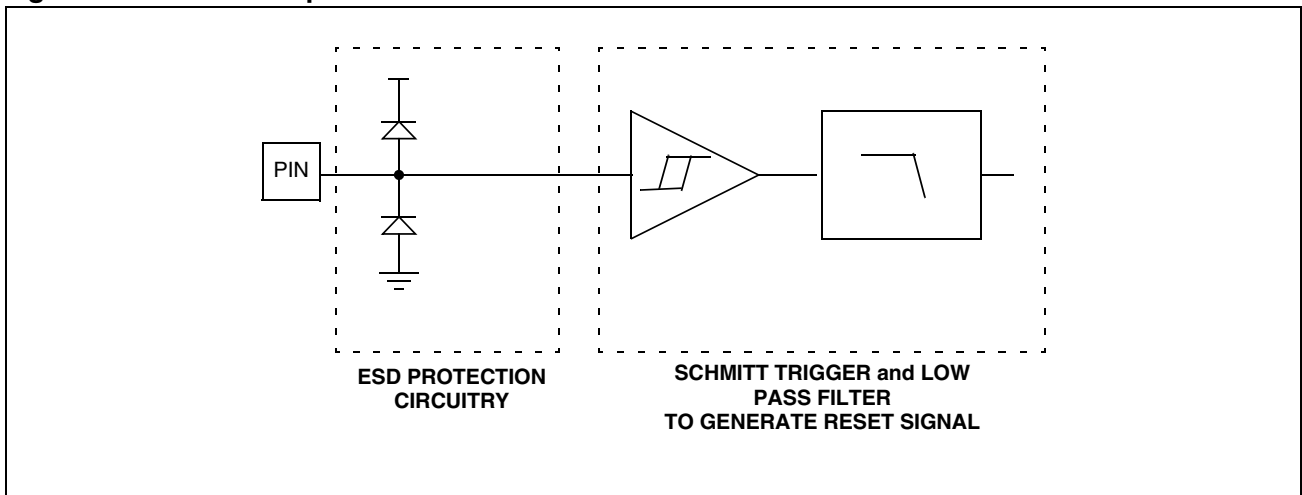 PIN
ESD PROTECTION
CIRCUITRY
SCHMITT TRIGGER and LOW
PASS FILTER
TO GENERATE RESET SIGNAL